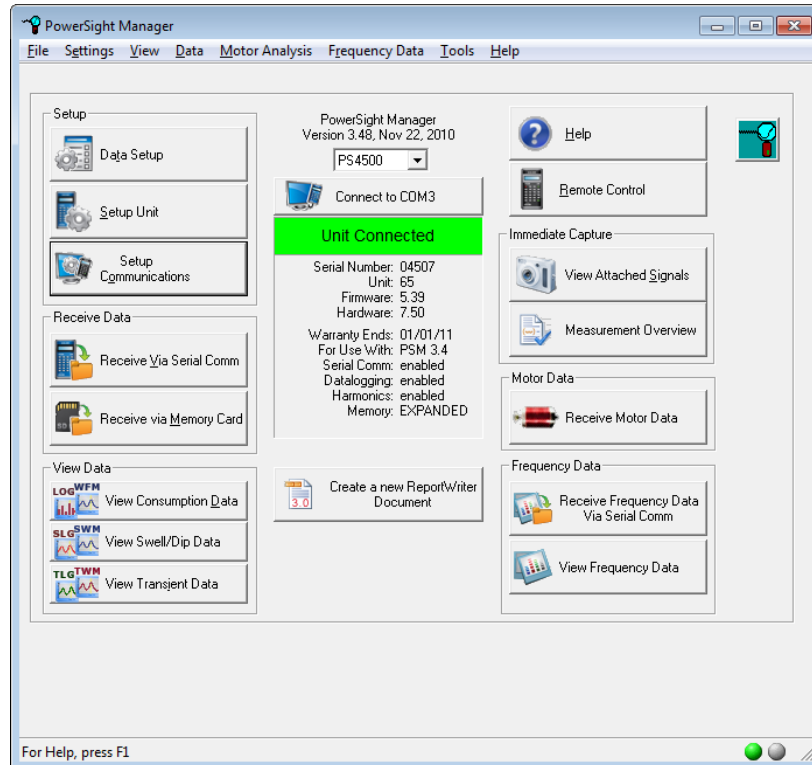 PowerSight Manager
File Settings View Data Motor Analysis Frequency Data Tools Help
Setup
Data Setup
Setup Unit
Setup
Communications
Receive Data
Receive Via Serial Comm
Receive via Memory Card
View Data
LOG WFM
View Consumption Data
SLG SWM
View Swell/Dip Data
TLG TWM
View Transient Data
PowerSight Manager
Version 3.48, Nov 22, 2010
PS4500
Connect to COM3
Unit Connected
Serial Number: 04507
Unit: 65
Firmware: 5.39
Hardware: 7.50
Warranty Ends: 01/01/11
For Use With: PSM 3.4
Serial Comm: enabled
Datalogging: enabled
Harmonics: enabled
Memory: EXPANDED
3.0
Create a new ReportWriter
Document
Help
Remote Control
Immediate Capture
View Attached Signals
Measurement Overview
Motor Data
Receive Motor Data
Frequency Data
Receive Frequency Data
Via Serial Comm
View Frequency Data
For Help, press F1